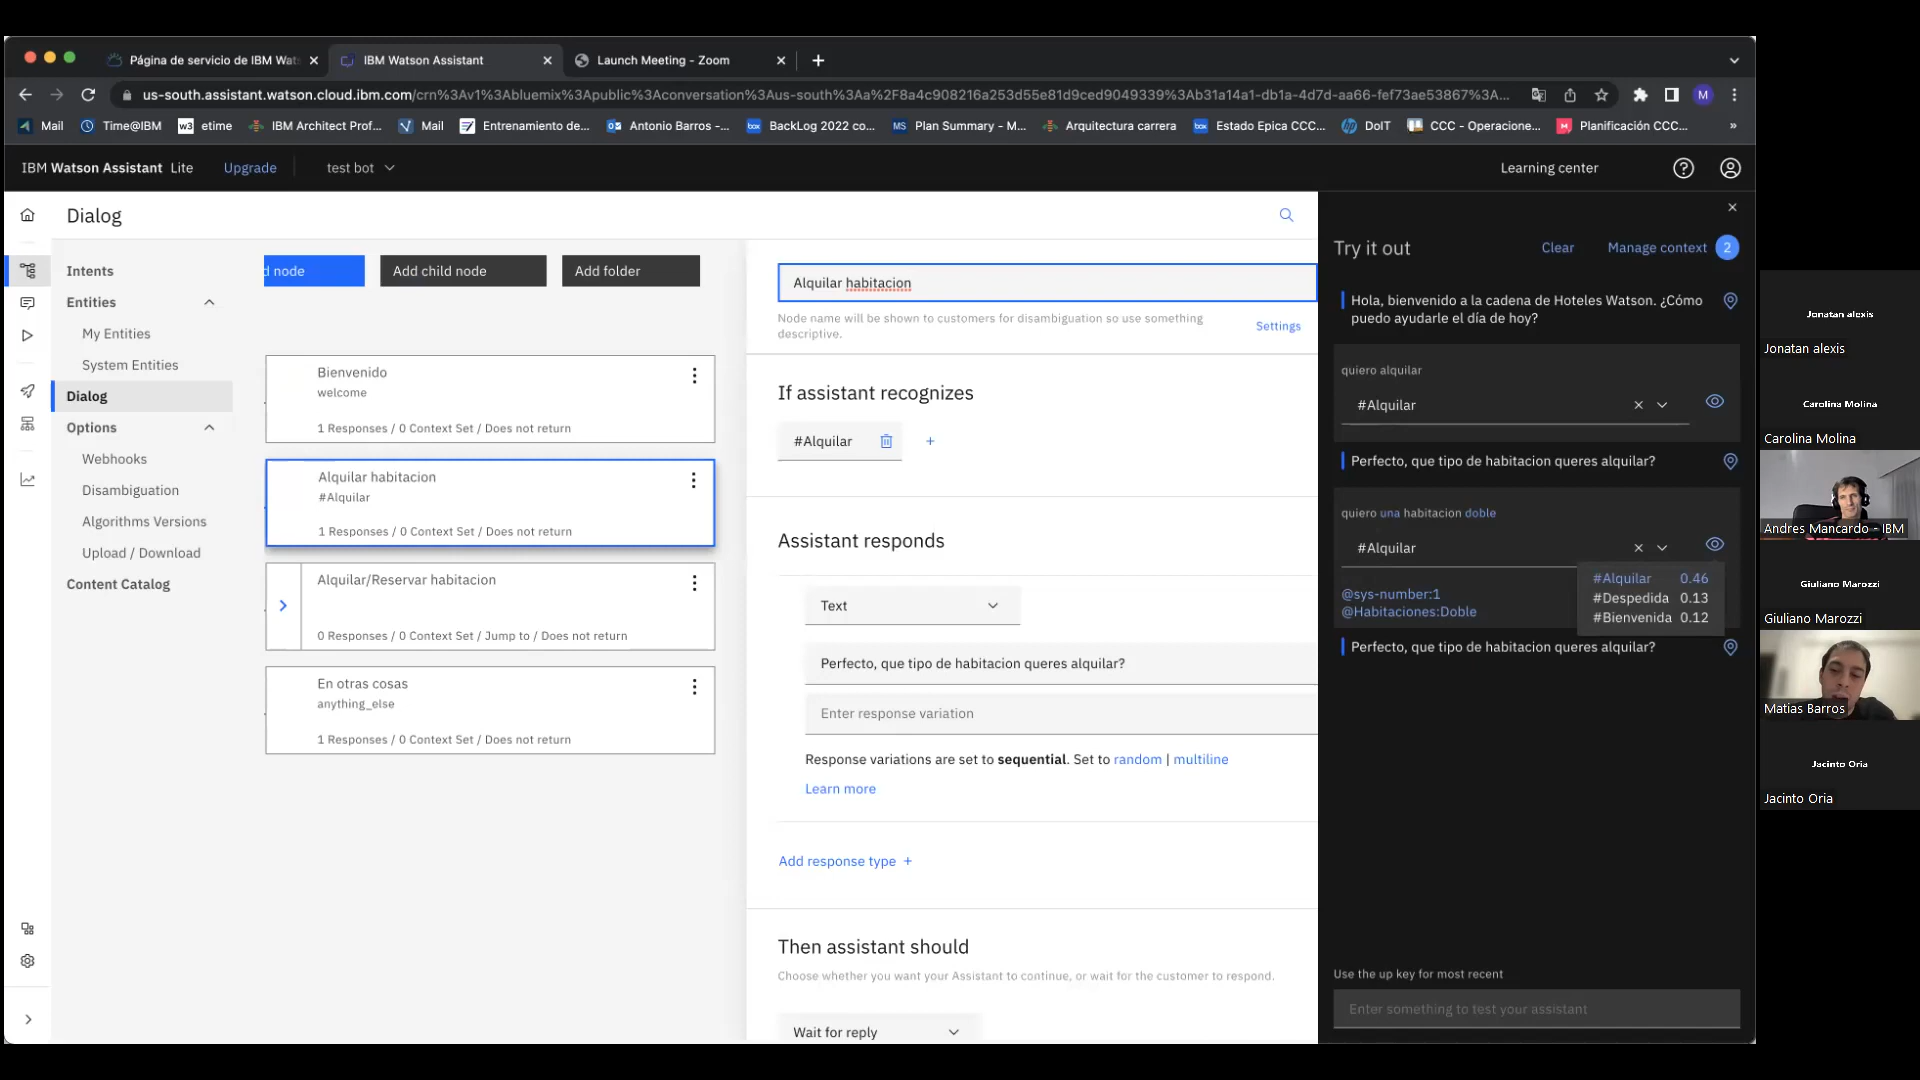 Página de servicio de IBM Wat
IBM Watson Assistant
Launch Meeting - Zoom
us-south.assistant.watson.cloud.ibm.com/crn%3Av1%3Abluemix%3Apublic%3Aconversation%3Aus-south%3Aa%2F8a4c908216a253d55e81d9ced9049339%3Ab31a14a1-db1a-4d7d-aa66-fef73ae53867%3A...
M
Mail
Time@IBM
w3 etime
IBM Architect Prof...
Mail
Entrenamiento de...
Antonio Barros -...
box BackLog 2022 co...
MS Plan Summary - M...
Arquitectura carrera
box Estado Epica CCC...
DoIT
CCC - Operacione...
Planificación CCC...
»
IBM Watson Assistant Lite
Upgrade
test bot
Learning center
Dialog
Intents
Entities
My Entities
System Entities
Dialog
Options
Webhooks
Disambiguation
Algorithms Versions
Upload / Download
Content Catalog
d node
Add child node
Add folder
Bienvenido
welcome
1 Responses / 0 Context Set / Does not return
Alquilar habitacion
#Alquilar
1 Responses / 0 Context Set / Does not return
Alquilar/Reservar habitacion
0 Responses / 0 Context Set / Jump to / Does not return
En otras cosas
anything_else
1 Responses / 0 Context Set / Does not return
Alquilar habitacion
Node name will be shown to customers for disambiguation so use something
descriptive.
Settings
If assistant recognizes
#Alquilar
Assistant responds
Text
Perfecto, que tipo de habitacion queres alquilar?
Enter response variation
Response variations are set to sequential. Set to random | multiline
Learn more
Add response type +
Then assistant should
Choose whether you want your Assistant to continue, or wait for the customer to respond.
Wait for reply
Try it out
Clear
Manage context 2
Hola, bienvenido a la cadena de Hoteles Watson. ¿Cómo
puedo ayudarle el día de hoy?
quiero alquilar
#Alquilar
Perfecto, que tipo de habitacion queres alquilar?
quiero una habitacion doble
#Alquilar
#Alquilar 0.46
#Despedida 0.13
#Bienvenida 0.12
@sys-number:1
@Habitaciones:Doble
Perfecto, que tipo de habitacion queres alquilar?
Use the up key for most recent
Enter something to test your assistant
Jonatan alexis
Jonatan alexis
Carolina Molina
Carolina Molina
Andres Mancardo - IBM
Giuliano Marozzi
Giuliano Marozzi
Matias Barros
Jacinto Oria
Jacinto Oria